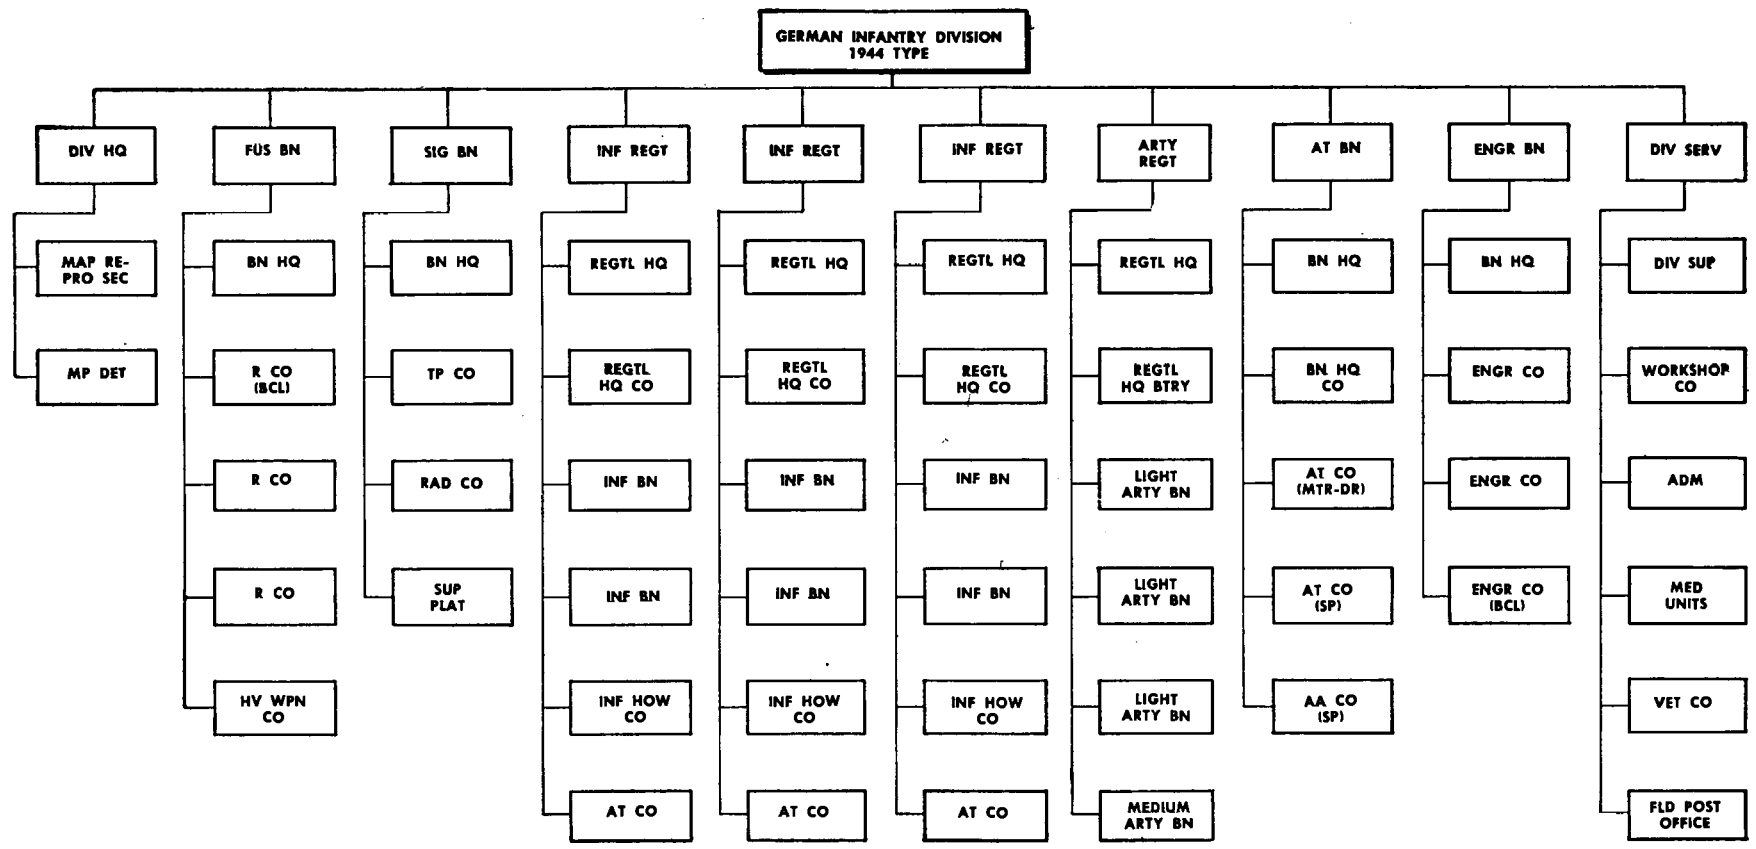 GERMAN INFANTRY DIVISION
1944 TYPE
DIV HQ
MAP RE-
PRO SEC
MP DET
FUS BN
BN HQ
R CO
(BCL)
R CO
R CO
HV WPN
CO
SIG BN
BN HQ
TP CO
RAD CO
SUP
PLAT
INF REGT
REGTL HQ
REGTL
HQ CO
INF BN
INF BN
INF HOW
CO
AT CO
INF REGT
REGTL HQ
REGTL
HQ CO
INF BN
INF BN
INF HOW
CO
AT CO
INF REGT
REGTL HQ
REGTL
HQ CO
INF BN
INF BN
INF HOW
CO
AT CO
ARTY
REGT
REGTL HQ
REGTL
HQ BTRY
LIGHT
ARTY BN
LIGHT
ARTY BN
LIGHT
ARTY BN
MEDIUM
ARTY BN
AT BN
BN HQ
BN HQ
CO
AT CO
(MTR-DR)
AT CO
(SP)
AA CO
(SP)
ENGR BN
BN HQ
ENGR CO
ENGR CO
ENGR CO
(BCL)
DIV SERV
DIV SUP
WORKSHOP
CO
ADM
MED
UNITS
VET CO
FLD POST
OFFICE